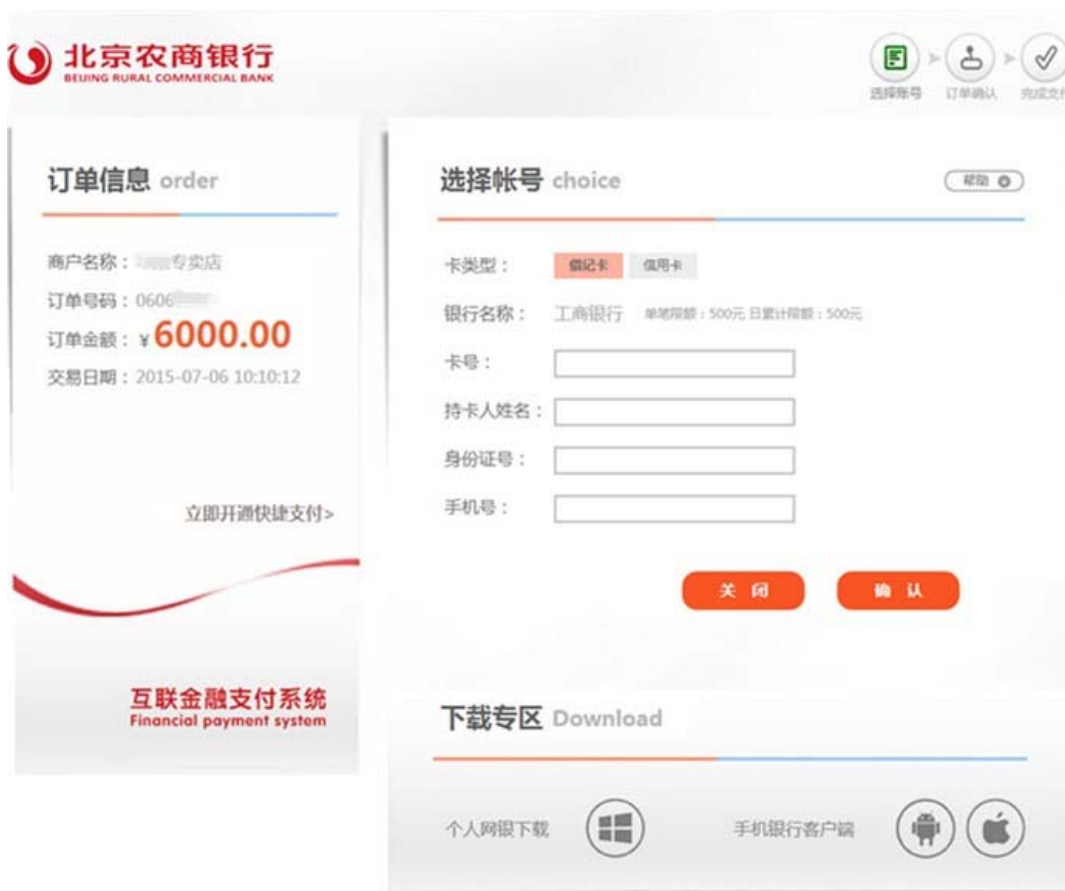 北京农商银行
BEIJING RURAL COMMERCIAL BANK
选择账号 订单确认 完成支付
订单信息 order
商户名称： 专卖店
订单号码：0606
订单金额：¥6000.00
交易日期：2015-07-06 10:10:12
立即开通快捷支付>
互联金融支付系统
Financial payment system
选择帐号 choice
帮助
卡类型： 借记卡 信用卡
银行名称： 工商银行 单笔限额：500元 日累计限额：500元
卡号：
持卡人姓名：
身份证号：
手机号：
关 闭 确 认
下载专区 Download
个人网银下载 手机银行客户端